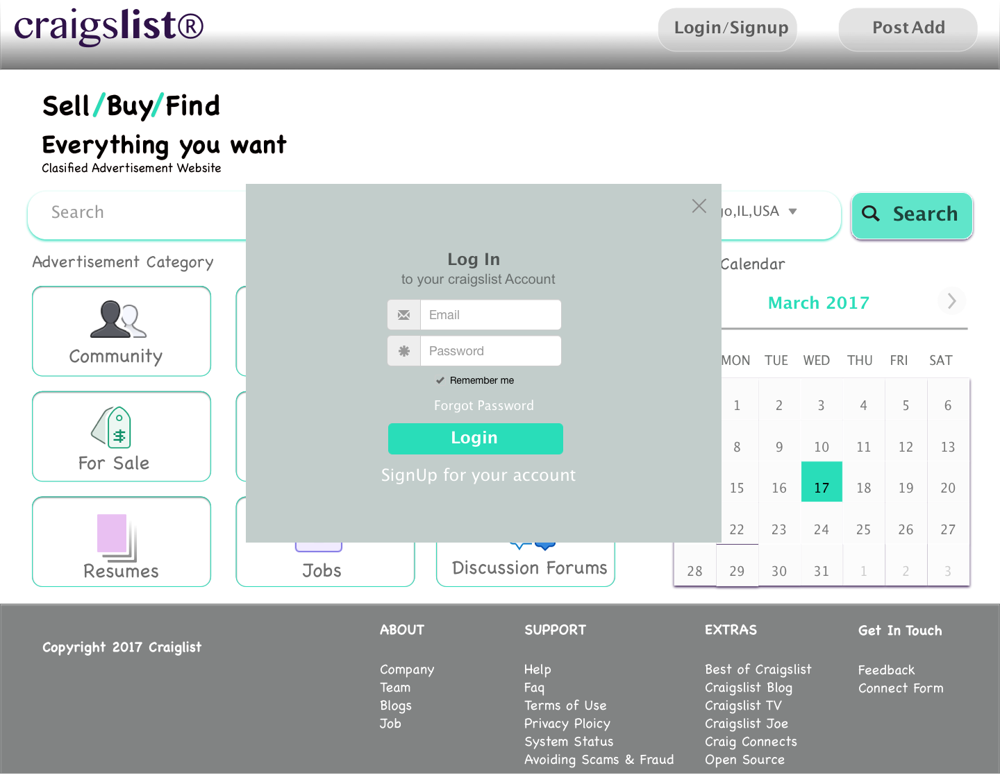 craigslist®
Login/Signup
Post Add
Sell/Buy/Find
Everything you want
Clasified Advertisement Website
Search
go,IL,USA
Search
Advertisement Category
Calendar
Community
For Sale
Resumes
Jobs
Discussion Forums
Log In
to your craigslist Account
Email
Password
Remember me
Forgot Password
Login
SignUp for your account
March 2017
MON TUE WED THU FRI SAT
1 2 3 4 5 6
8 9 10 11 12 13
15 16 17 18 19 20
22 23 24 25 26 27
28 29 30 31 1 2 3
Copyright 2017 Craiglist
ABOUT
Company
Team
Blogs
Job
SUPPORT
Help
Faq
Terms of Use
Privacy Ploicy
System Status
Avoiding Scams & Fraud
EXTRAS
Best of Craigslist
Craigslist Blog
Craigslist TV
Craigslist Joe
Craig Connects
Open Source
Get In Touch
Feedback
Connect Form